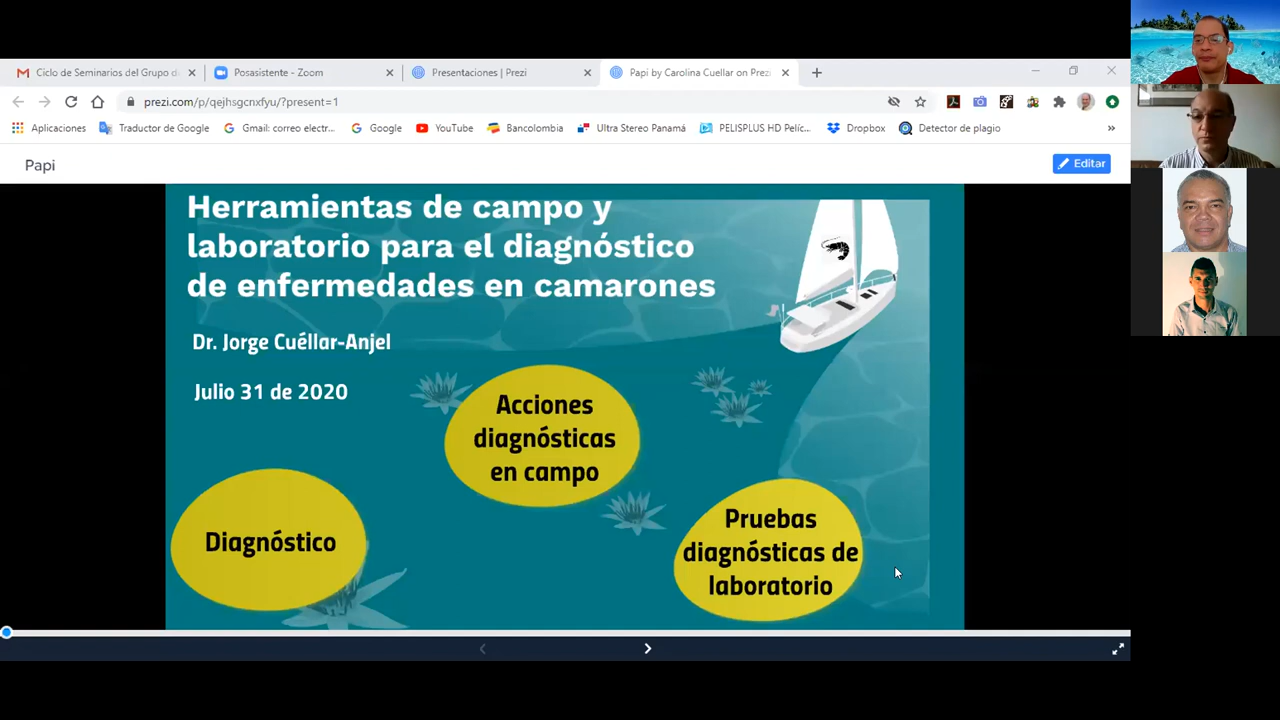 Ciclo de Seminarios del Grupo d
Posasistente - Zoom
Presentaciones | Prezi
Papi by Carolina Cuellar on Prez
prezi.com/p/qejhsgcnxfyu/?present=1
Aplicaciones
Traductor de Google
Gmail: correo electr...
Google
YouTube
Bancolombia
Ultra Stereo Panamá
PELISPLUS HD Pelíc...
Dropbox
Detector de plagio
Papi
Editar
Herramientas de campo y
laboratorio para el diagnóstico
de enfermedades en camarones
Dr. Jorge Cuéllar-Anjel
Julio 31 de 2020
Acciones
diagnósticas
en campo
Diagnóstico
Pruebas
diagnósticas de
laboratorio